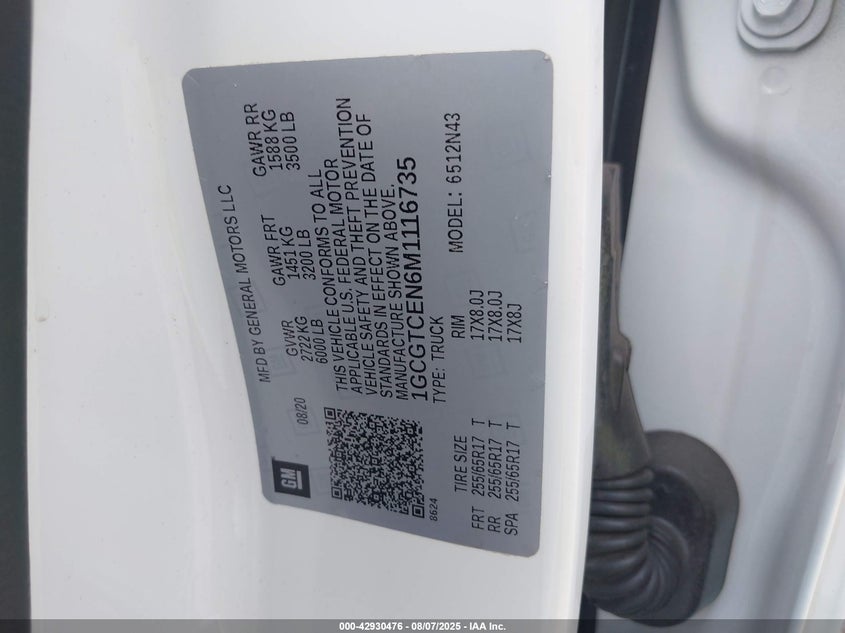 GM
MFD BY GENERAL MOTORS LLC
08/20
GVWR GAWR FRT GAWR RR
2722 KG 1451 KG 1588 KG
6000 LB 3200 LB 3500 LB
THIS VEHICLE CONFORMS TO ALL
APPLICABLE U.S. FEDERAL MOTOR
VEHICLE SAFETY AND THEFT PREVENTION
STANDARDS IN EFFECT ON THE DATE OF
MANUFACTURE SHOWN ABOVE.
1GCGTCEN6M1116735
8624
TYPE: TRUCK MODEL: 6512N43
TIRE SIZE RIM
FRT 255/65R17 T 17X8.0J
RR 255/65R17 T 17X8.0J
SPA 255/65R17 T 17X8J
000-42930476 - 08/07/2025 - IAA Inc.